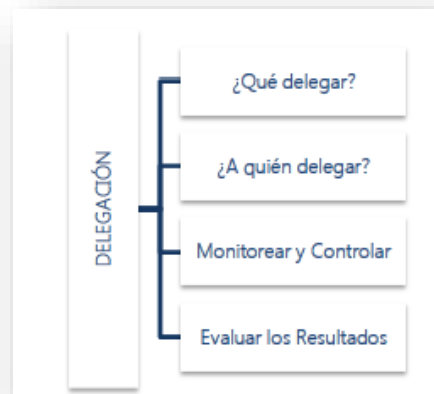 DELEGACIÓN
¿Qué delegar?
¿A quién delegar?
Monitorear y Controlar
Evaluar los Resultados